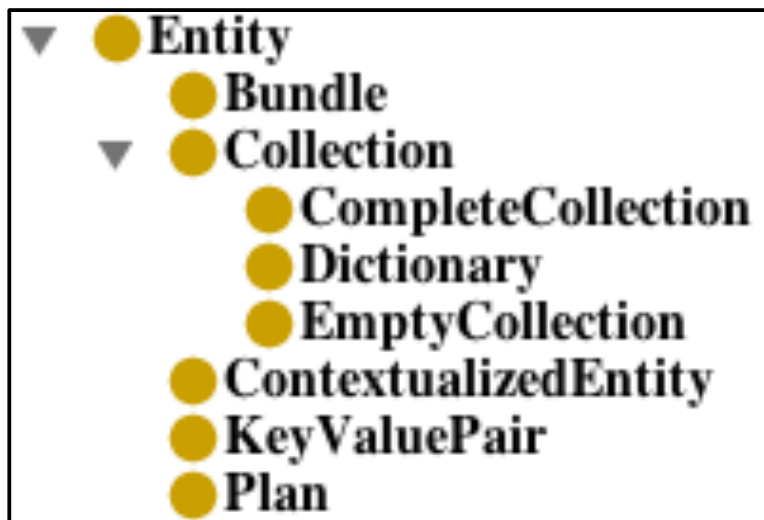 Entity
Bundle
Collection
CompleteCollection
Dictionary
EmptyCollection
ContextualizedEntity
KeyValuePair
Plan